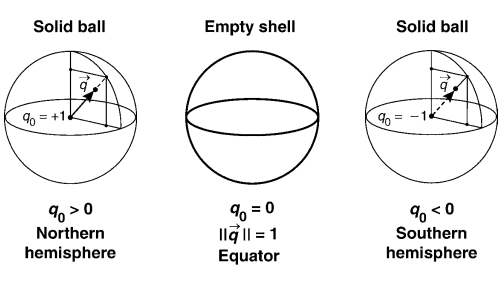 Solid ball
Empty shell
Solid ball
q⃗
q₀ = +1
q⃗
q₀ = −1
q₀ > 0
Northern
hemisphere
q₀ = 0
||q⃗|| = 1
Equator
q₀ < 0
Southern
hemisphere